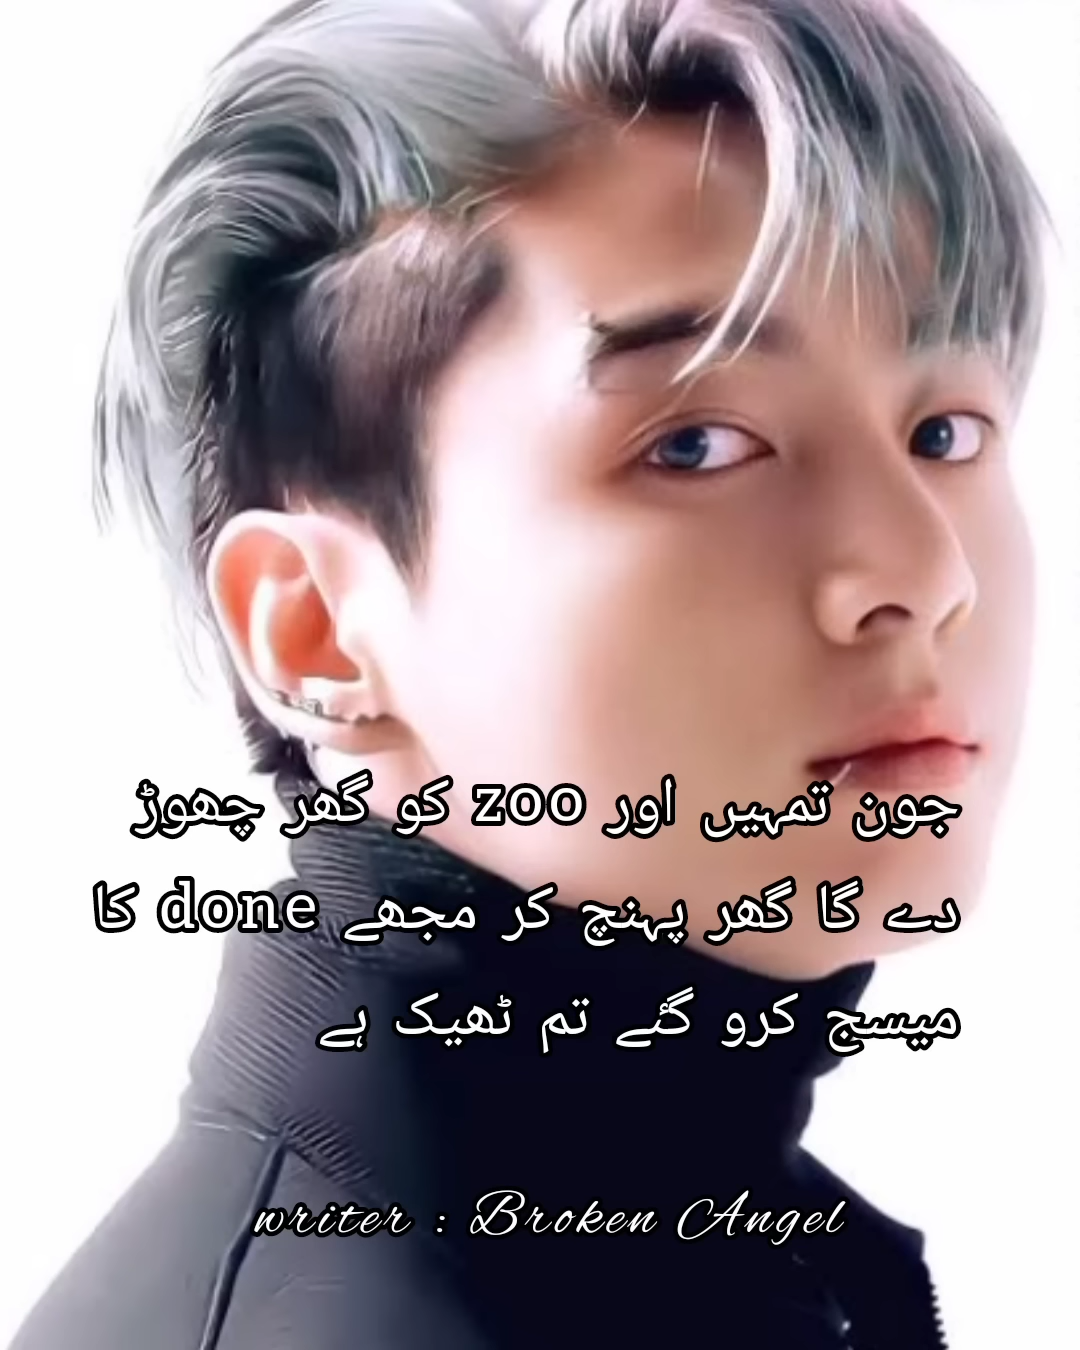 جون تمہیں اور zoo کو گھر چھوڑ
دے گا گھر پہنچ کر مجھے done کا
میسج کرو گئے تم ٹھیک ہے
writer : Broken Angel